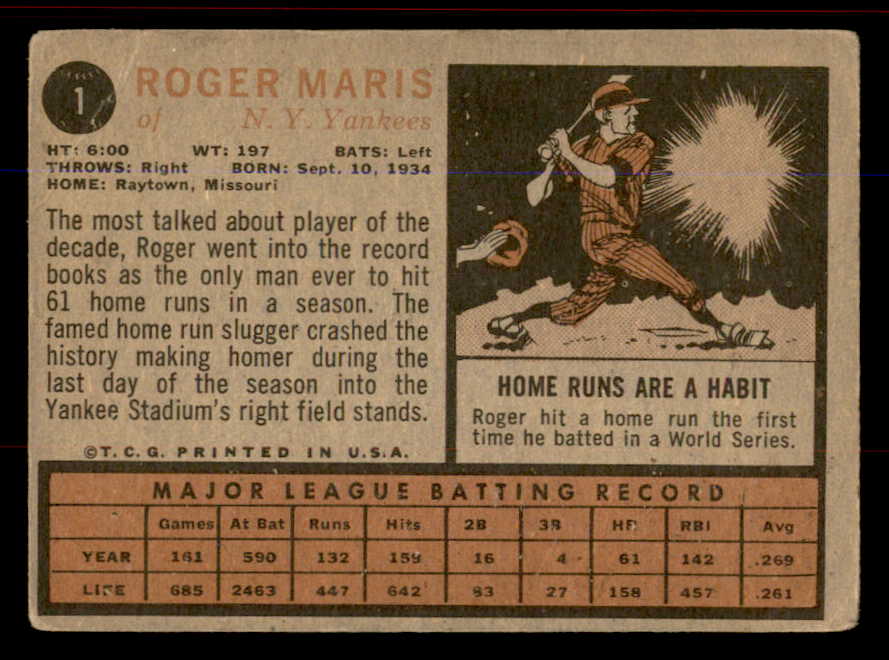 1
ROGER MARIS
of N. Y. Yankees
HT: 6:00 WT: 197 BATS: Left
THROWS: Right BORN: Sept. 10, 1934
HOME: Raytown, Missouri
The most talked about player of the
decade, Roger went into the record
books as the only man ever to hit
61 home runs in a season. The
famed home run slugger crashed the
history making homer during the
last day of the season into the
Yankee Stadium's right field stands.
©T. C. G. PRINTED IN U.S.A.
HOME RUNS ARE A HABIT
Roger hit a home run the first
time he batted in a World Series.
MAJOR LEAGUE BATTING RECORD
Games At Bat Runs Hits 2B 3B HR RBI Avg
YEAR 161 590 132 159 16 4 61 142 .269
LIFE 685 2463 447 642 83 27 158 457 .261